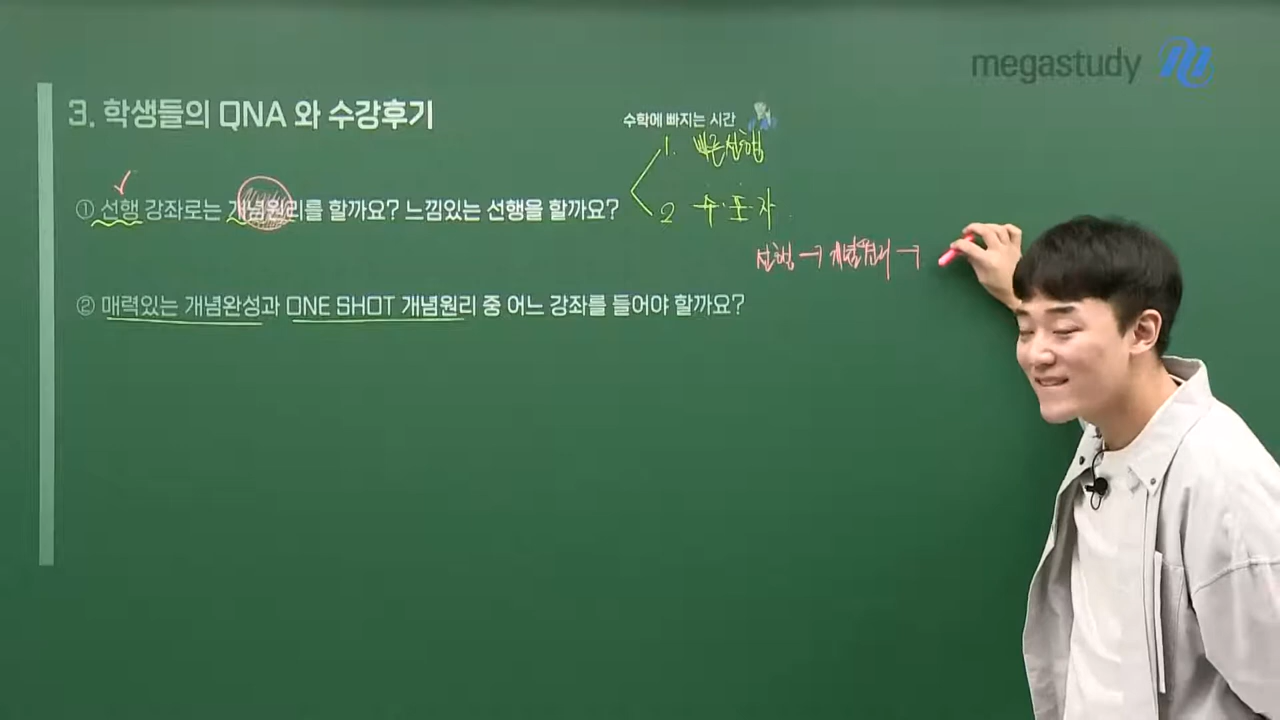 megastudy
3. 학생들의 QNA 와 수강후기
수학에 빠지는 시간
1. 빠른선행
① 선행 강좌로는 개념원리를 할까요? 느낌있는 선행을 할까요?
2 수·포·자
선행 → 개념원리 →
② 매력있는 개념완성과 ONE SHOT 개념원리 중 어느 강좌를 들어야 할까요?